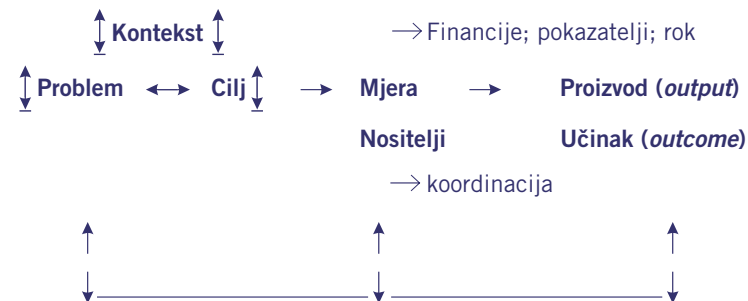 Kontekst
Financije; pokazatelji; rok
Problem Cilj Mjera Proizvod (output)
Nositelji Učinak (outcome)
koordinacija